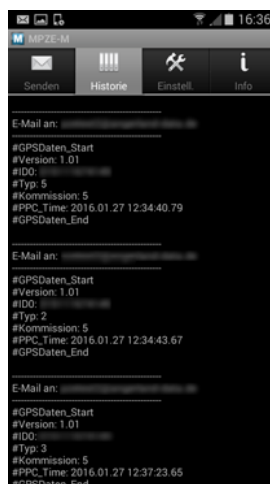 16:36
MPZE-M
Senden Historie Einstell. Info
E-Mail an:
#GPSDaten_Start
#Version: 1.01
#ID0:
#Typ: 5
#Kommission: 5
#PPC_Time: 2016.01.27 12:34:40.79
#GPSDaten_End
E-Mail an:
#GPSDaten_Start
#Version: 1.01
#ID0:
#Typ: 2
#Kommission: 5
#PPC_Time: 2016.01.27 12:34:43.67
#GPSDaten_End
E-Mail an:
#GPSDaten_Start
#Version: 1.01
#ID0:
#Typ: 3
#Kommission: 5
#PPC_Time: 2016.01.27 12:37:23.65
#GPSDaten_End